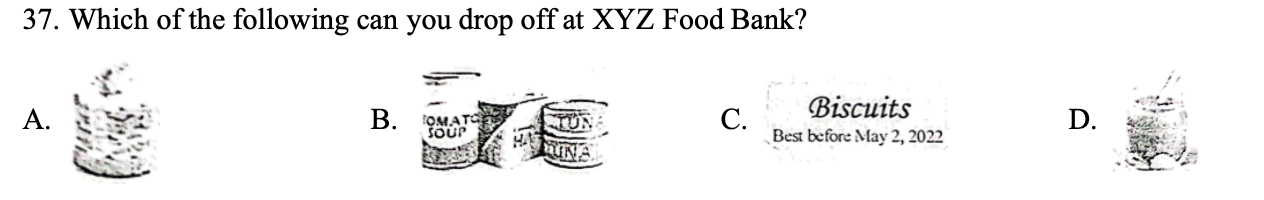 37. Which of the following can you drop off at XYZ Food Bank?
A.
B.
TOMATO
SOUP
TUNA
TUNA
C.
Biscuits
Best before May 2, 2022
D.